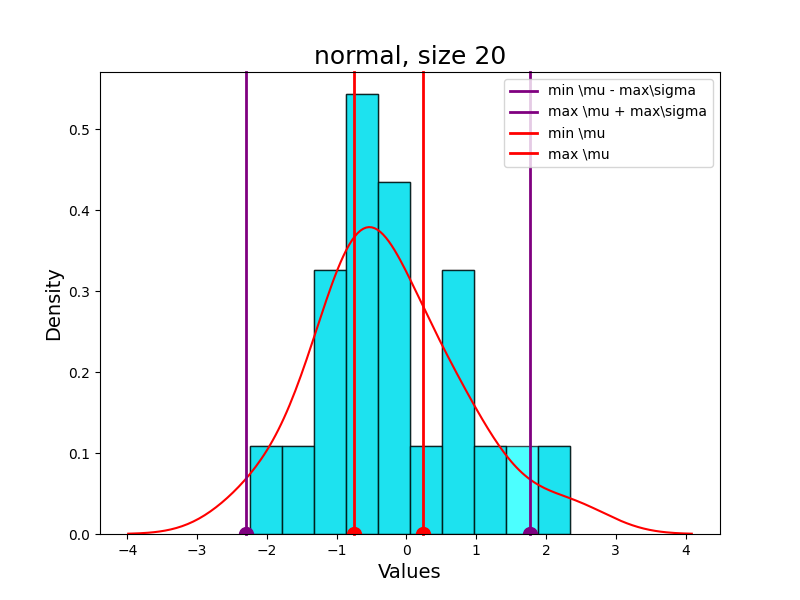 normal, size 20
min \mu - max\sigma
max \mu + max\sigma
min \mu
max \mu
Density
0.5
0.4
0.3
0.2
0.1
0.0
−4
−3
−2
−1
0
1
2
3
4
Values